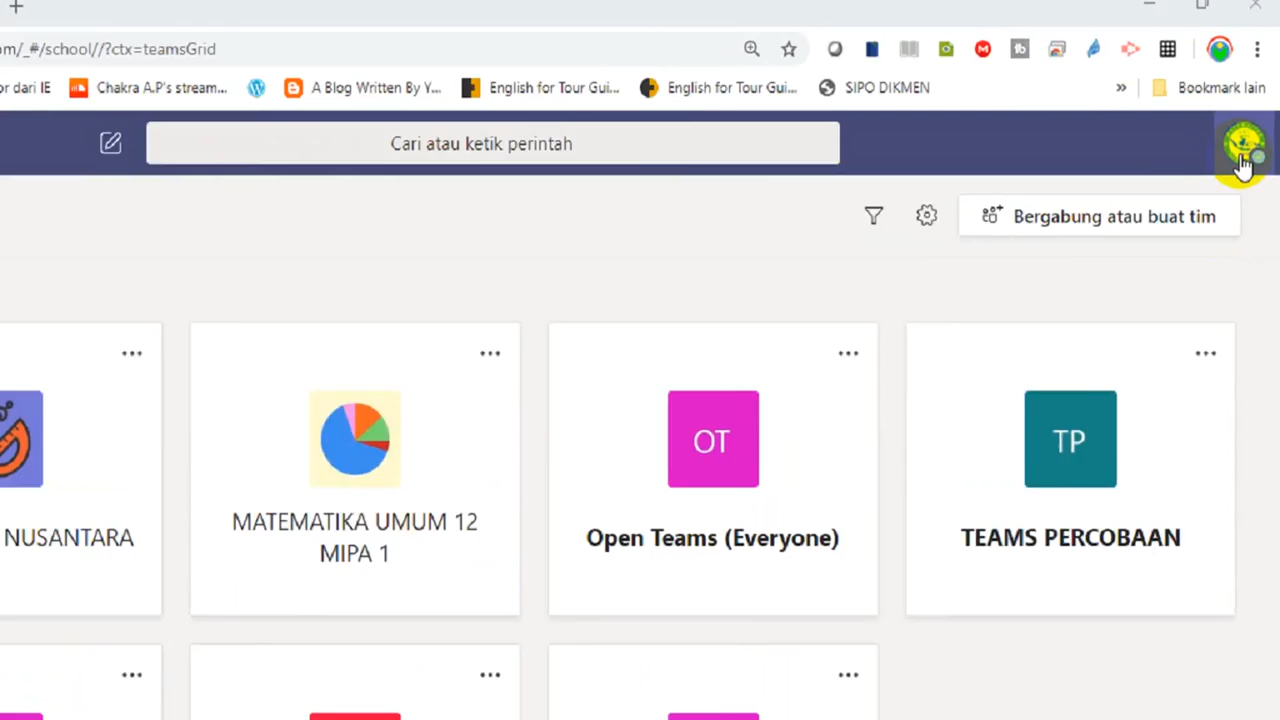 om/_#/school//?ctx=teamsGrid
tb
or dari IE
Chakra A.P's stream...
A Blog Written By Y...
English for Tour Gui...
English for Tour Gui...
SIPO DIKMEN
»
Bookmark lain
Cari atau ketik perintah
Bergabung atau buat tim
OT
TP
NUSANTARA
MATEMATIKA UMUM 12
MIPA 1
Open Teams (Everyone)
TEAMS PERCOBAAN